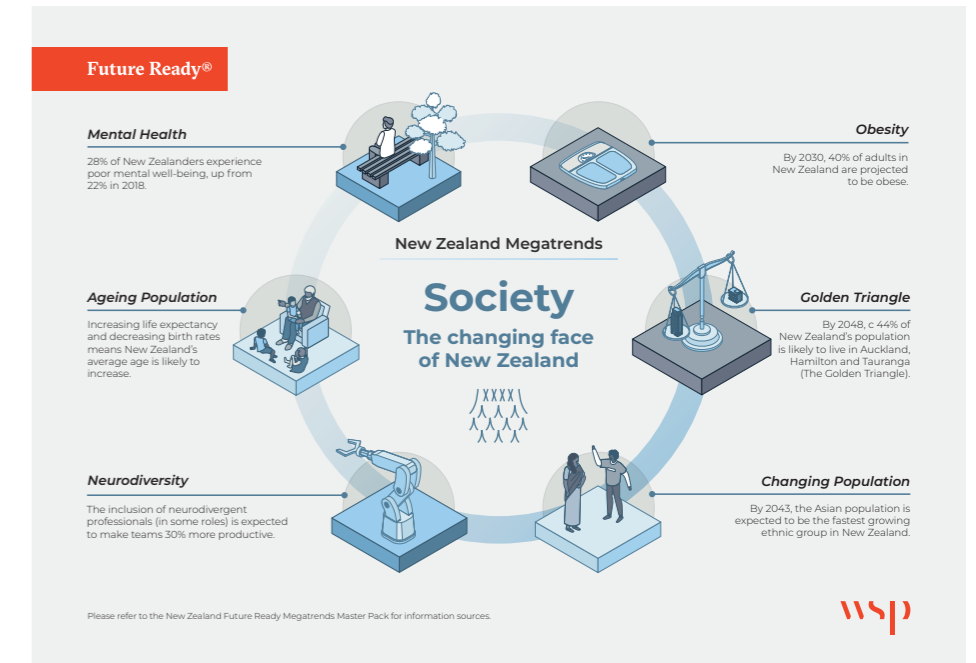 Future Ready®
Mental Health
28% of New Zealanders experience
poor mental well-being, up from
22% in 2018.
Obesity
By 2030, 40% of adults in
New Zealand are projected
to be obese.
New Zealand Megatrends
Society
The changing face
of New Zealand
Ageing Population
Increasing life expectancy
and decreasing birth rates
means New Zealand's
average age is likely to
increase.
Golden Triangle
By 2048, c 44% of
New Zealand's population
is likely to live in Auckland,
Hamilton and Tauranga
(The Golden Triangle).
Neurodiversity
The inclusion of neurodivergent
professionals (in some roles) is expected
to make teams 30% more productive.
Changing Population
By 2043, the Asian population is
expected to be the fastest growing
ethnic group in New Zealand.
Please refer to the New Zealand Future Ready Megatrends Master Pack for information sources.
wsp